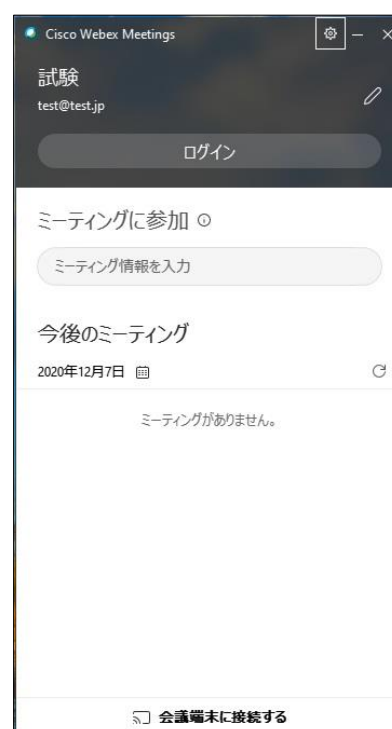 Cisco Webex Meetings
試験
test@test.jp
ログイン
ミーティングに参加
ミーティング情報を入力
今後のミーティング
2020年12月7日
ミーティングがありません。
会議端末に接続する